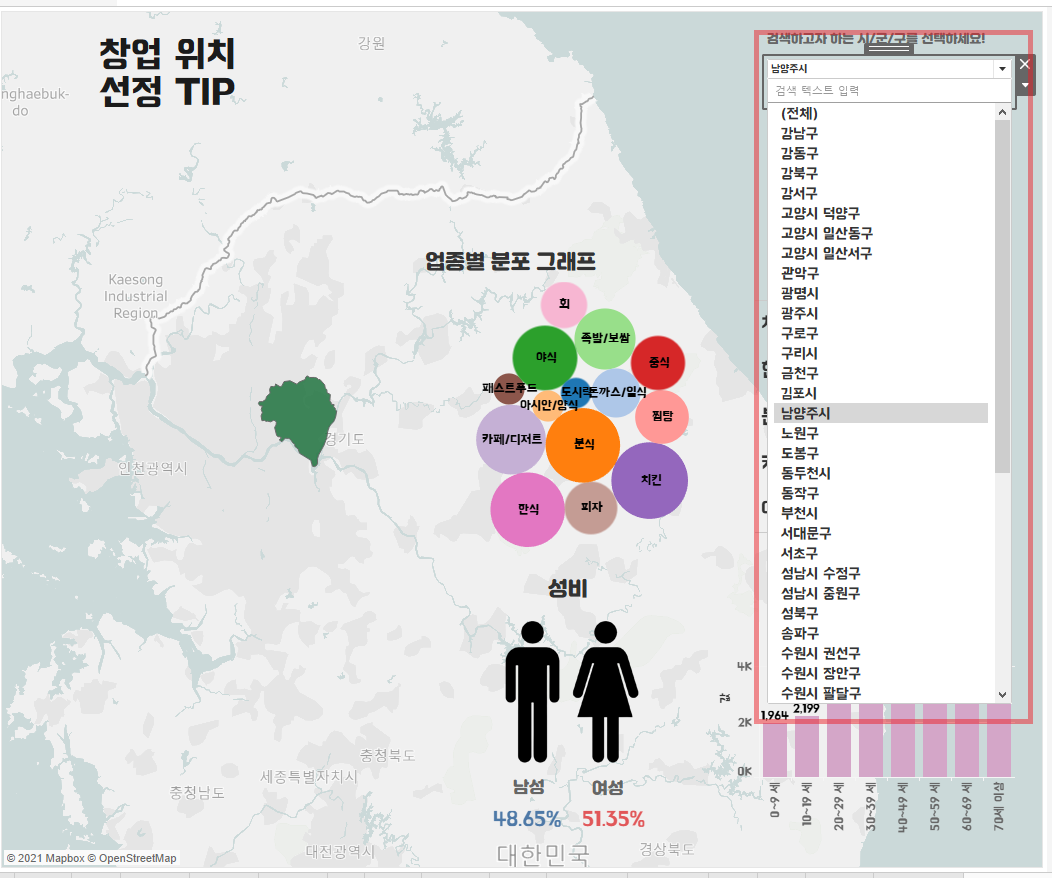 창업 위치
선정 TIP
강원
nghaebuk-
do
Kaesong
Industrial
Region
경기도
인천광역시
업종별 분포 그래프
회
족발/보쌈
야식
중식
패스트푸드
도시락
돈까스/일식
아시안/양식
찜탕
카페/디저트
분식
치킨
한식
피자
성비
남성
여성
48.65%
51.35%
충청북도
세종특별자치시
충청남도
대전광역시
대한민국
경상북도
© 2021 Mapbox © OpenStreetMap
검색하고자 하는 시/군/구를 선택하세요!
남양주시
검색 텍스트 입력
(전체)
강남구
강동구
강북구
강서구
고양시 덕양구
고양시 일산동구
고양시 일산서구
관악구
광명시
광주시
구로구
구리시
금천구
김포시
남양주시
노원구
도봉구
동두천시
동작구
부천시
서대문구
서초구
성남시 수정구
성남시 중원구
성북구
송파구
수원시 권선구
수원시 장안구
수원시 팔달구
4K
2K
0K
1,964
2,199
0~9 세
10~19 세
20~29 세
30~39 세
40~49 세
50~59 세
60~69 세
70세 이상